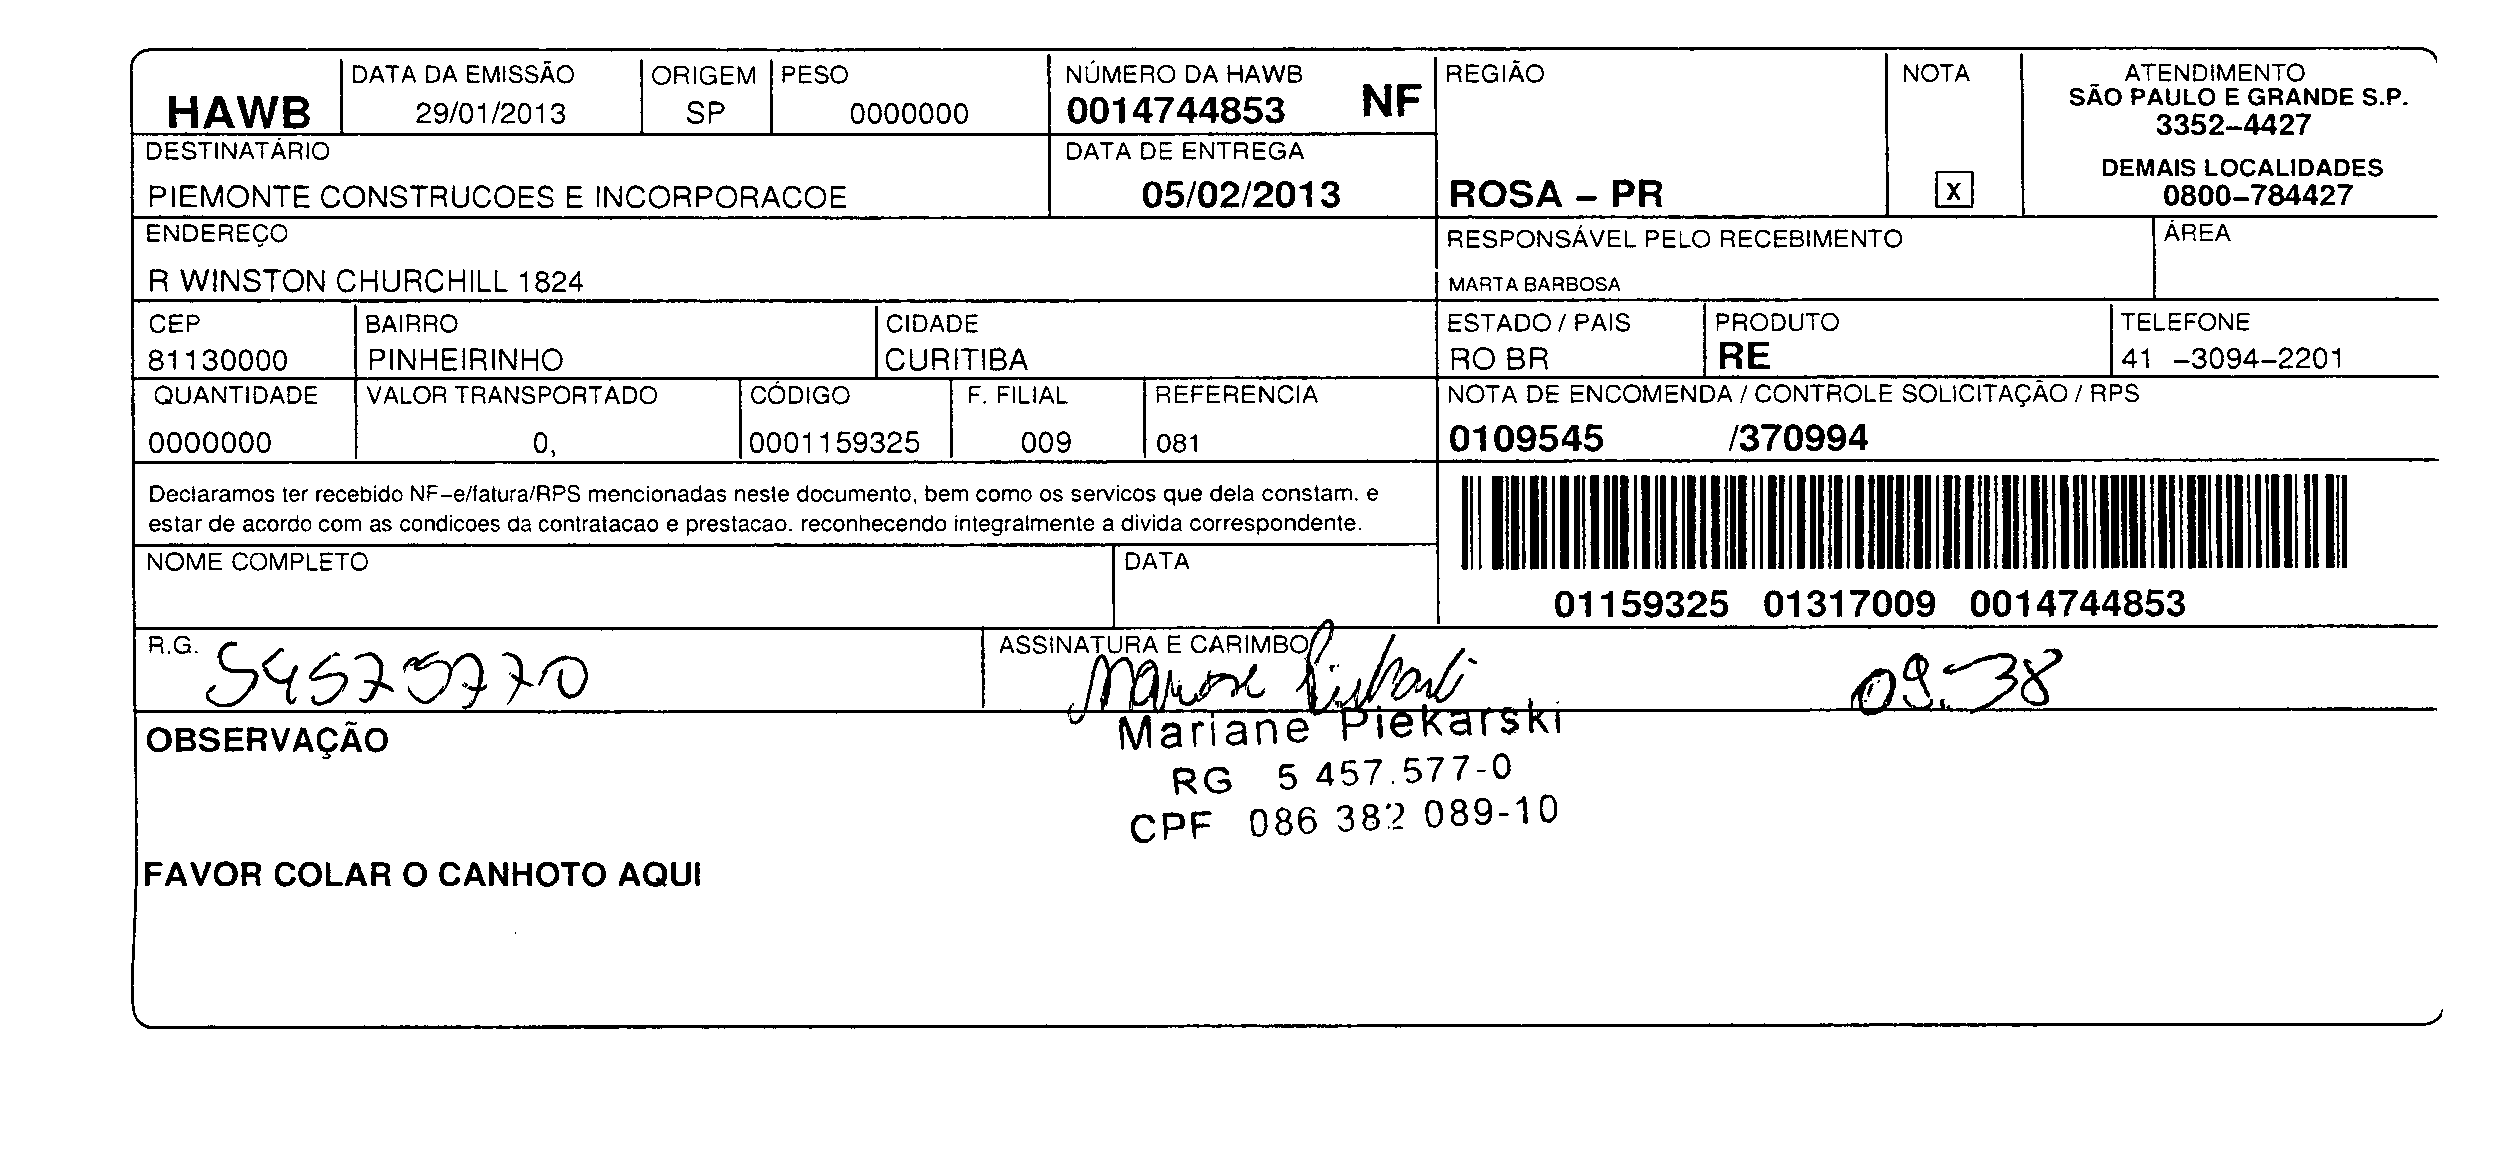 HAWB
DATA DA EMISSÃO
29/01/2013
ORIGEM
SP
PESO
0000000
NÚMERO DA HAWB
0014744853 NF
REGIÃO
ROSA – PR
NOTA
X
ATENDIMENTO
SÃO PAULO E GRANDE S.P.
3352–4427
DEMAIS LOCALIDADES
0800–784427
DESTINATÁRIO
PIEMONTE CONSTRUCOES E INCORPORACOE
DATA DE ENTREGA
05/02/2013
ENDEREÇO
R WINSTON CHURCHILL 1824
RESPONSÁVEL PELO RECEBIMENTO
MARTA BARBOSA
ÁREA
CEP
81130000
BAIRRO
PINHEIRINHO
CIDADE
CURITIBA
ESTADO / PAIS
RO BR
PRODUTO
RE
TELEFONE
41 –3094–2201
QUANTIDADE
0000000
VALOR TRANSPORTADO
0,
CÓDIGO
0001159325
F. FILIAL
009
REFERENCIA
081
NOTA DE ENCOMENDA / CONTROLE SOLICITAÇÃO / RPS
0109545 /370994
Declaramos ter recebido NF–e/fatura/RPS mencionadas neste documento, bem como os servicos que dela constam. e
estar de acordo com as condicoes da contratacao e prestacao. reconhecendo integralmente a divida correspondente.
01159325 01317009 0014744853
NOME COMPLETO
DATA
R.G.
54575770
ASSINATURA E CARIMBO
09:38
Mariane Piekarski
RG 5 457.577-0
CPF 086 382 089-10
OBSERVAÇÃO
FAVOR COLAR O CANHOTO AQUI